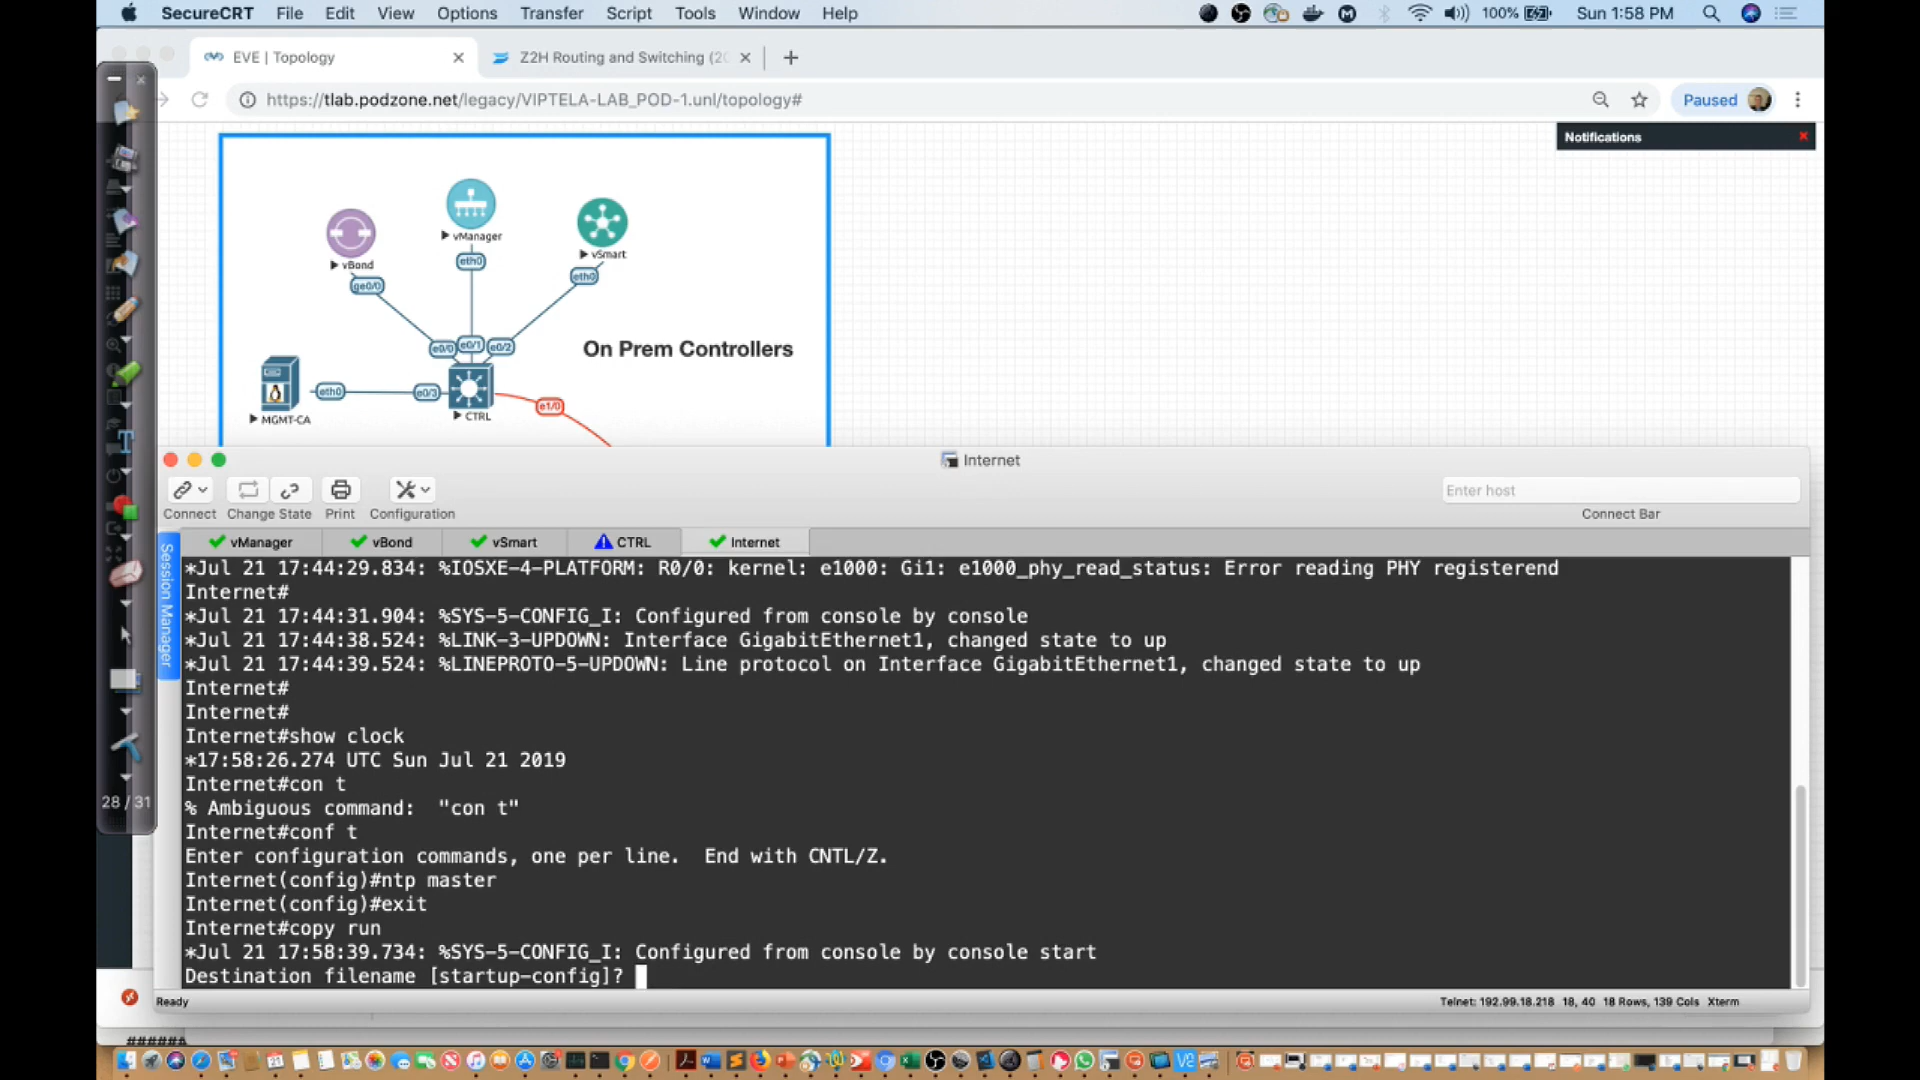 SecureCRT File Edit View Options Transfer Script Tools Window Help 100% Sun 1:58 PM
EVE | Topology
Z2H Routing and Switching (20
https://tlab.podzone.net/legacy/VIPTELA-LAB_POD-1.unl/topology#
Paused
Notifications
vManager
vBond
vSmart
eth0
ge0/0
eth0
e0/0
e0/1
e0/2
On Prem Controllers
eth0
e0/3
e1/0
CTRL
MGMT-CA
Internet
Enter host
Connect
Change State
Print
Configuration
Connect Bar
Session Manager
vManager
vBond
vSmart
CTRL
Internet
*Jul 21 17:44:29.834: %IOSXE-4-PLATFORM: R0/0: kernel: e1000: Gi1: e1000_phy_read_status: Error reading PHY registerend
Internet#
*Jul 21 17:44:31.904: %SYS-5-CONFIG_I: Configured from console by console
*Jul 21 17:44:38.524: %LINK-3-UPDOWN: Interface GigabitEthernet1, changed state to up
*Jul 21 17:44:39.524: %LINEPROTO-5-UPDOWN: Line protocol on Interface GigabitEthernet1, changed state to up
Internet#
Internet#
Internet#show clock
*17:58:26.274 UTC Sun Jul 21 2019
Internet#con t
% Ambiguous command:  "con t"
Internet#conf t
Enter configuration commands, one per line.  End with CNTL/Z.
Internet(config)#ntp master
Internet(config)#exit
Internet#copy run
*Jul 21 17:58:39.734: %SYS-5-CONFIG_I: Configured from console by console start
Destination filename [startup-config]?
28 / 31
Ready
Telnet: 192.99.18.218 18, 40 18 Rows, 139 Cols Xterm
######